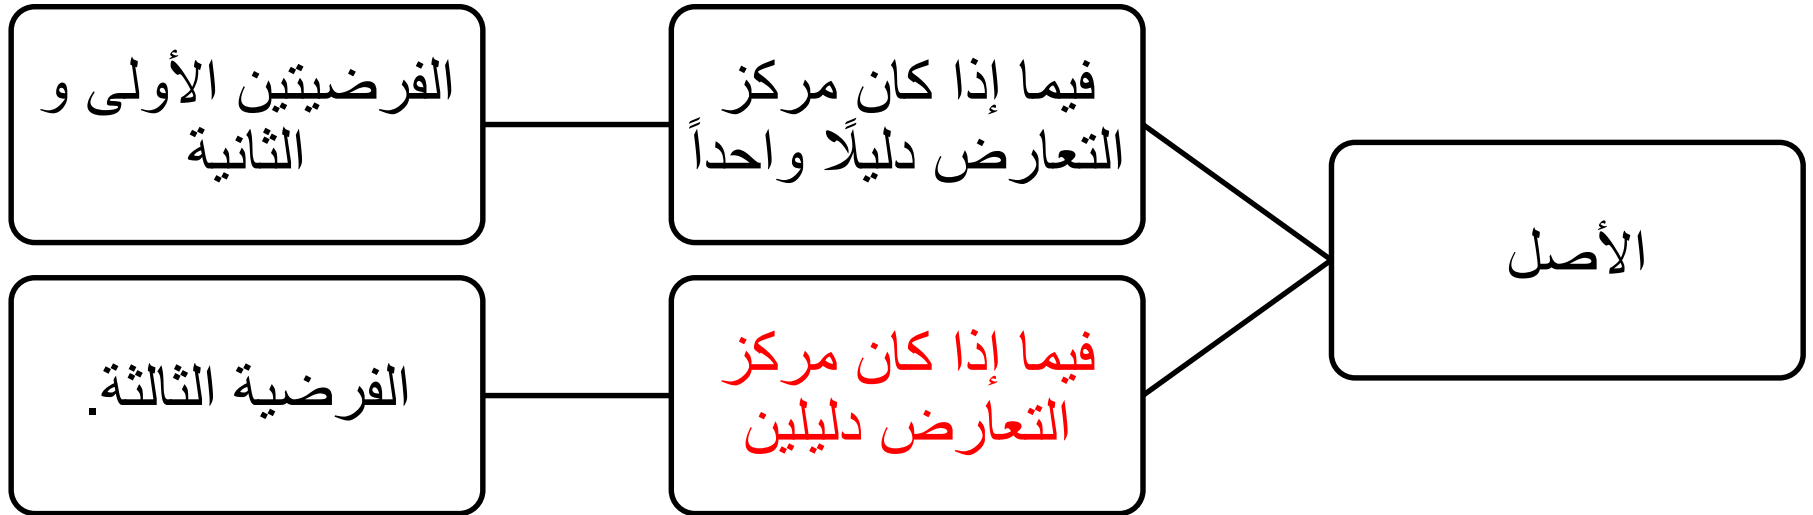 الأصل
فيما إذا كان مركز
التعارض دليلًا واحداً
الفرضيتين الأولى و
الثانية
فيما إذا كان مركز
التعارض دليلين
الفرضية الثالثة.